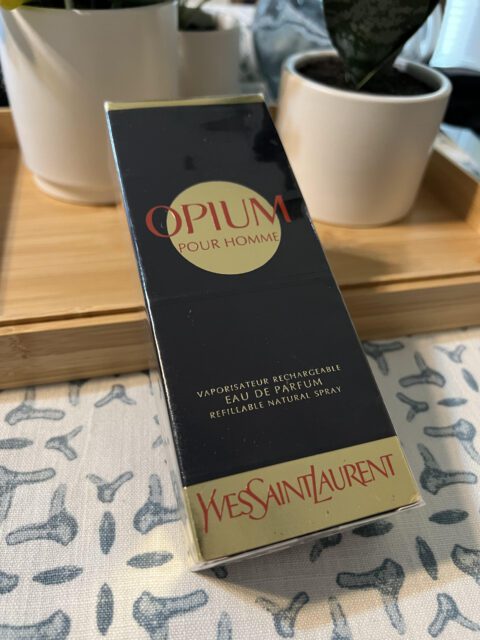 OPIUM
POUR HOMME
VAPORISATEUR RECHARGEABLE
EAU DE PARFUM
REFILLABLE NATURAL SPRAY
YVESSAINTLAURENT